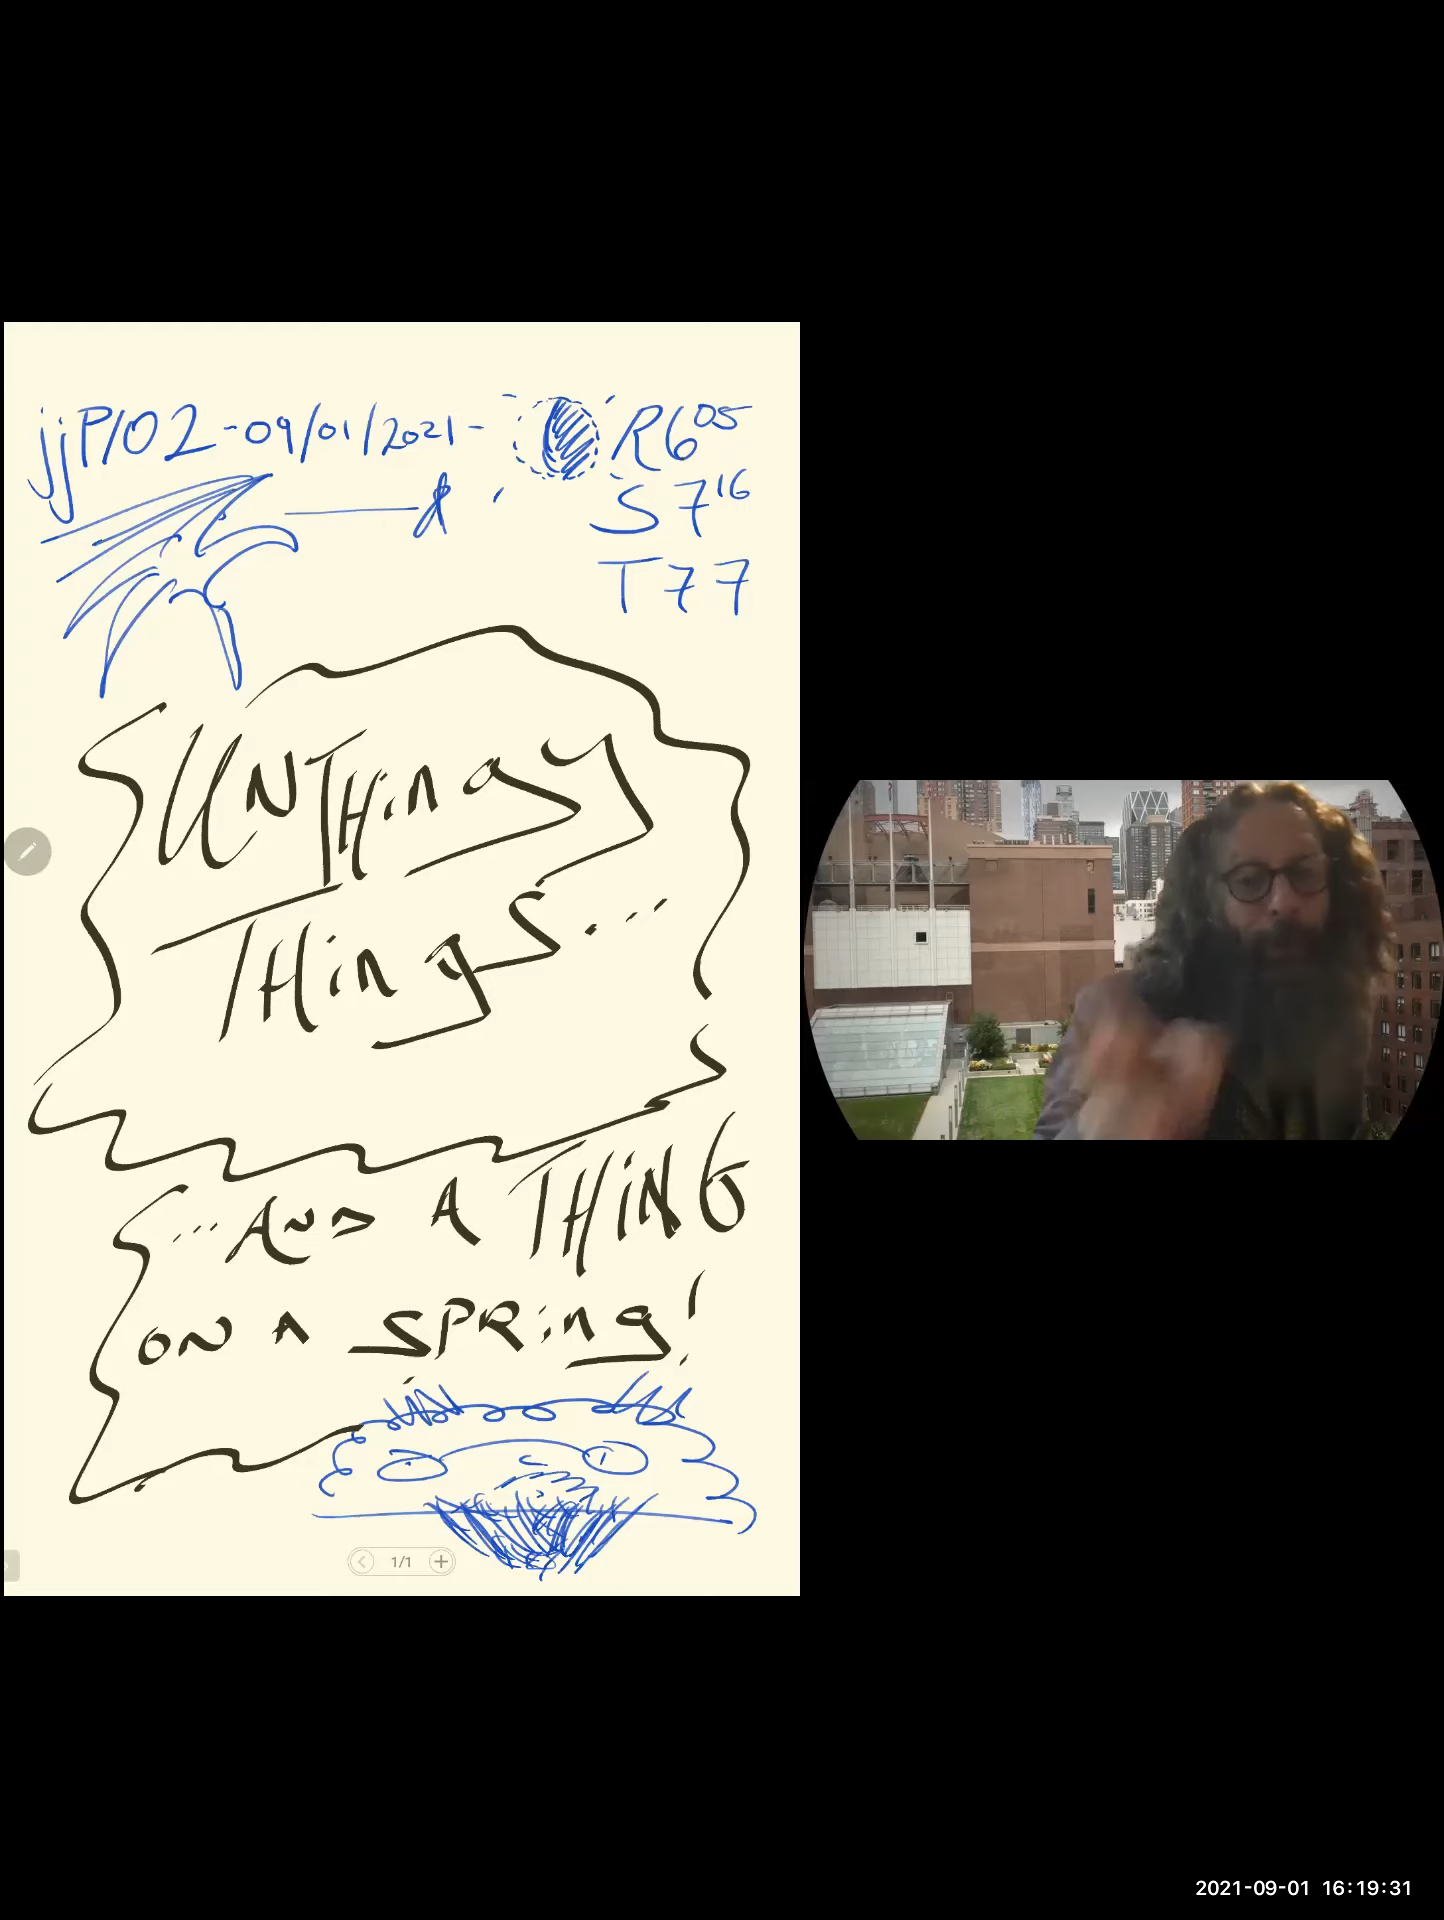 jjP102-09/01/2021-
R6⁰⁵
S7¹⁶
T77
UNTHingy
THings...
...AND A THING
ON A SPRing!
1/1
2021-09-01 16:19:31